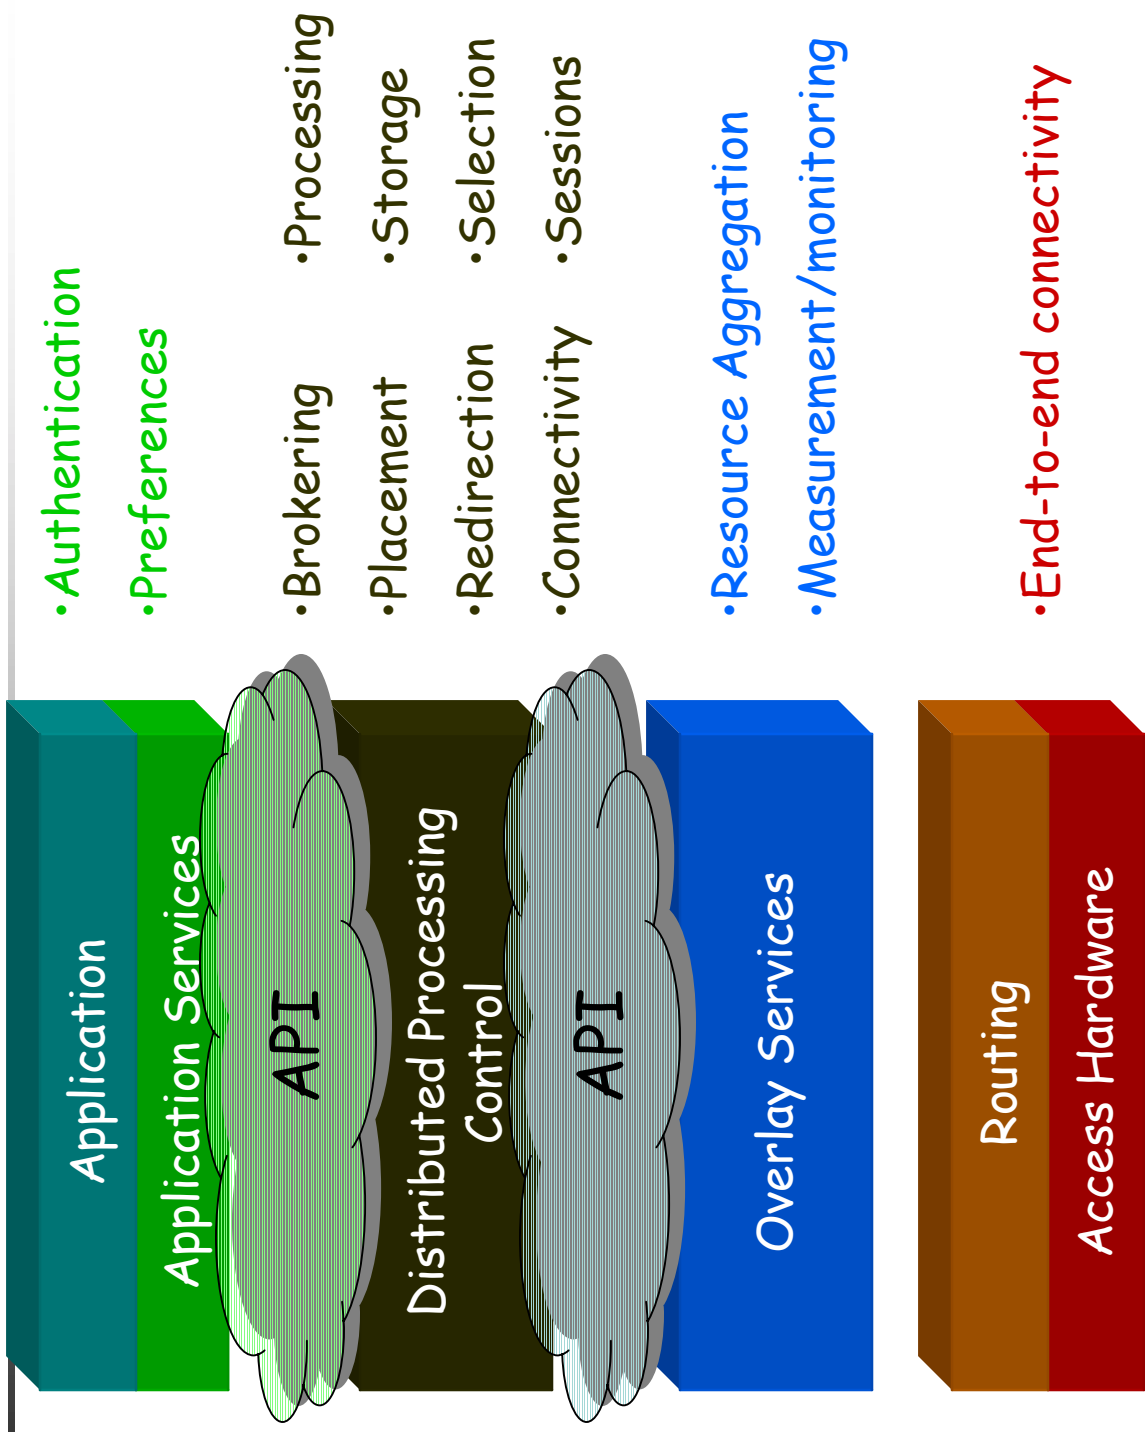 Application
Application Services
API
Distributed Processing
Control
API
Overlay Services
Routing
Access Hardware
•Authentication
•Preferences
•Brokering •Processing
•Placement •Storage
•Redirection •Selection
•Connectivity •Sessions
•Resource Aggregation
•Measurement/monitoring
•End-to-end connectivity